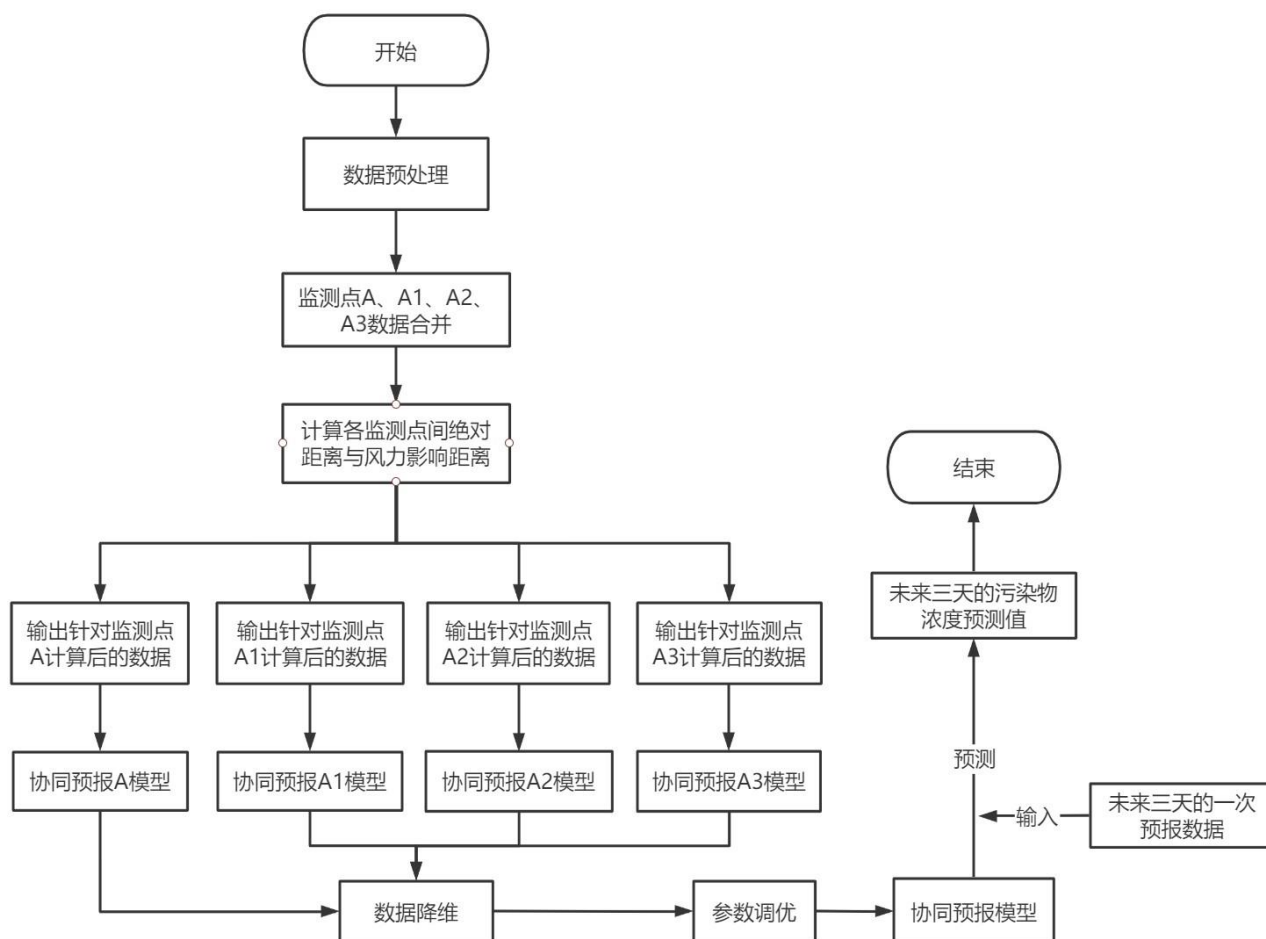 开始
数据预处理
监测点A、A1、A2、
A3数据合并
计算各监测点间绝对
距离与风力影响距离
输出针对监测点
A计算后的数据
输出针对监测点
A1计算后的数据
输出针对监测点
A2计算后的数据
输出针对监测点
A3计算后的数据
协同预报A模型
协同预报A1模型
协同预报A2模型
协同预报A3模型
数据降维
参数调优
协同预报模型
输入
未来三天的一次
预报数据
预测
未来三天的污染物
浓度预测值
结束